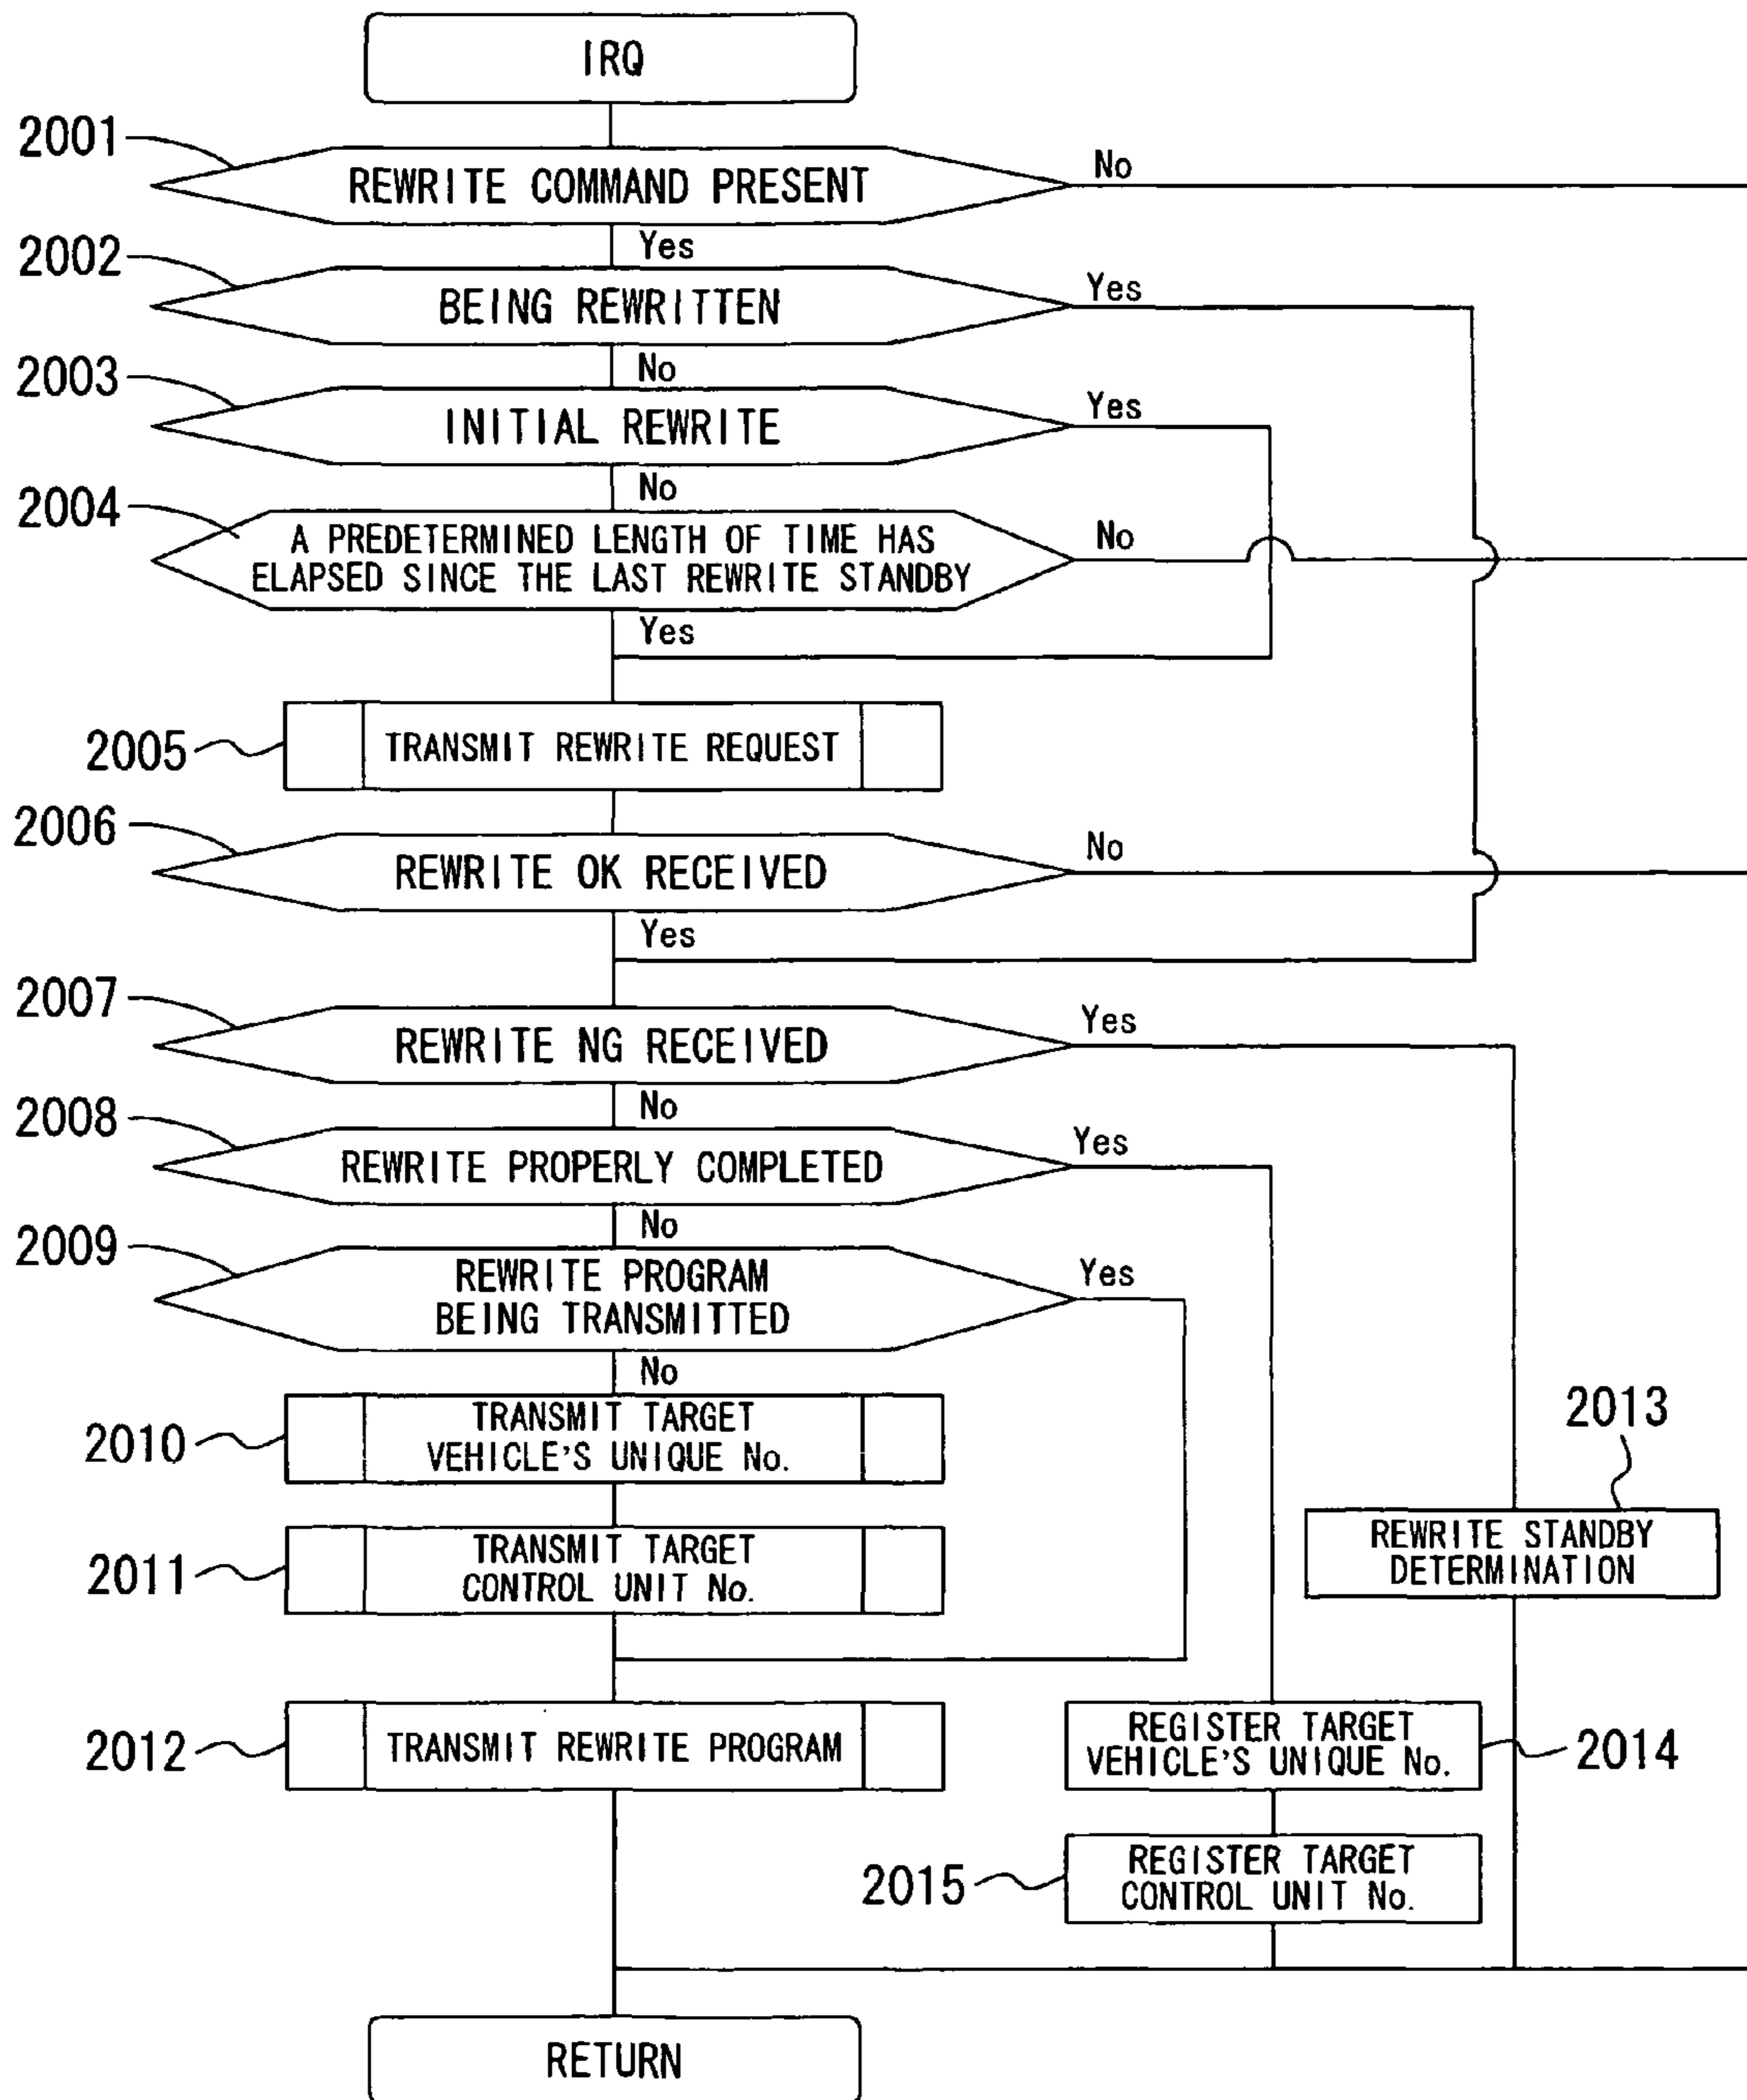 IRQ
2001
REWRITE COMMAND PRESENT
No
Yes
2002
BEING REWRITTEN
Yes
No
2003
INITIAL REWRITE
Yes
No
2004
A PREDETERMINED LENGTH OF TIME HAS
ELAPSED SINCE THE LAST REWRITE STANDBY
No
Yes
2005
TRANSMIT REWRITE REQUEST
2006
REWRITE OK RECEIVED
No
Yes
2007
REWRITE NG RECEIVED
Yes
No
2008
REWRITE PROPERLY COMPLETED
Yes
No
2009
REWRITE PROGRAM
BEING TRANSMITTED
Yes
No
2010
TRANSMIT TARGET
VEHICLE'S UNIQUE No.
2013
REWRITE STANDBY
DETERMINATION
2011
TRANSMIT TARGET
CONTROL UNIT No.
2012
TRANSMIT REWRITE PROGRAM
REGISTER TARGET
VEHICLE'S UNIQUE No.
2014
2015
REGISTER TARGET
CONTROL UNIT No.
RETURN